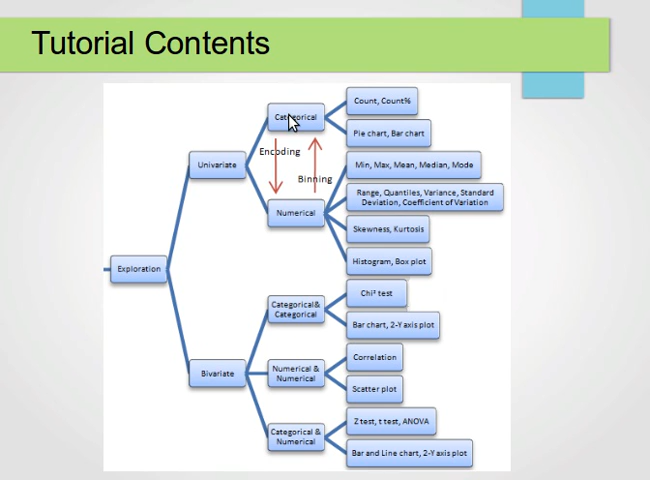 Tutorial Contents
Exploration
Univariate
Categorical
Count, Count%
Pie chart, Bar chart
Encoding
Binning
Numerical
Min, Max, Mean, Median, Mode
Range, Quantiles, Variance, Standard
Deviation, Coefficient of Variation
Skewness, Kurtosis
Histogram, Box plot
Bivariate
Categorical&
Categorical
Chi² test
Bar chart, 2-Y axis plot
Numerical &
Numerical
Correlation
Scatter plot
Categorical &
Numerical
Z test, t test, ANOVA
Bar and Line chart, 2-Y axis plot